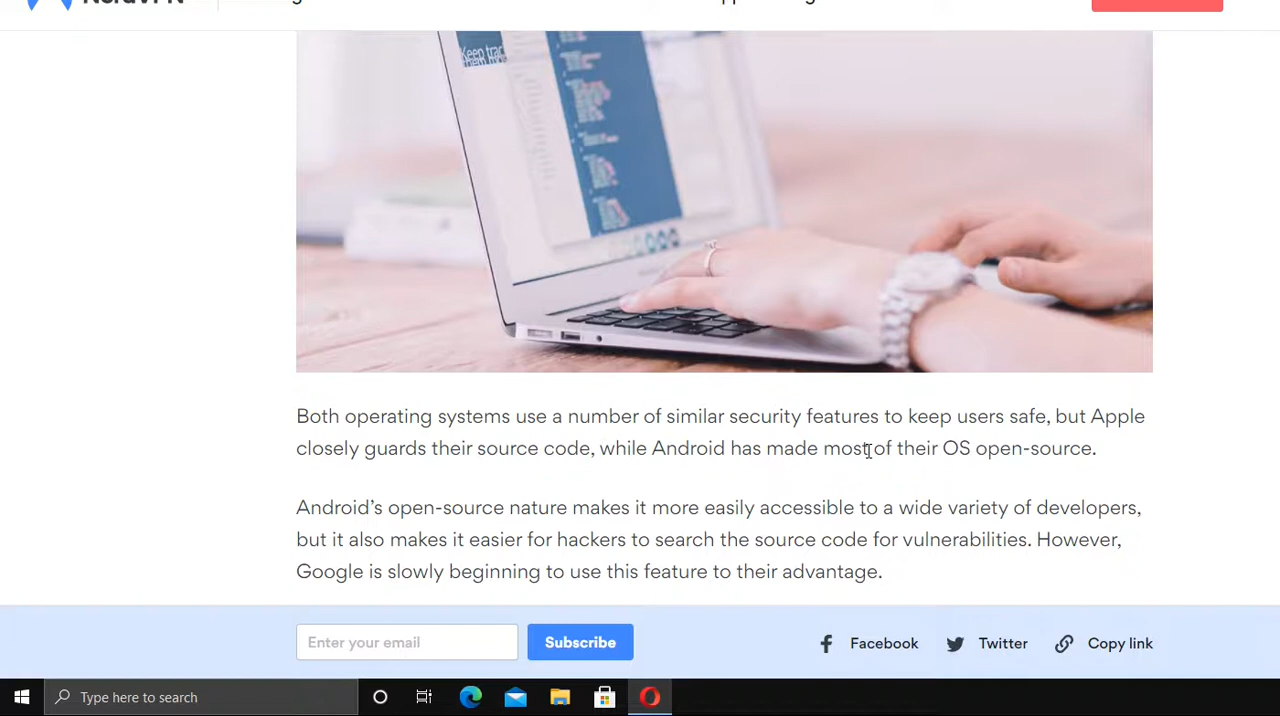 Keep trac
Both operating systems use a number of similar security features to keep users safe, but Apple
closely guards their source code, while Android has made most of their OS open-source.
Android’s open-source nature makes it more easily accessible to a wide variety of developers,
but it also makes it easier for hackers to search the source code for vulnerabilities. However,
Google is slowly beginning to use this feature to their advantage.
Enter your email
Subscribe
Facebook
Twitter
Copy link
Type here to search